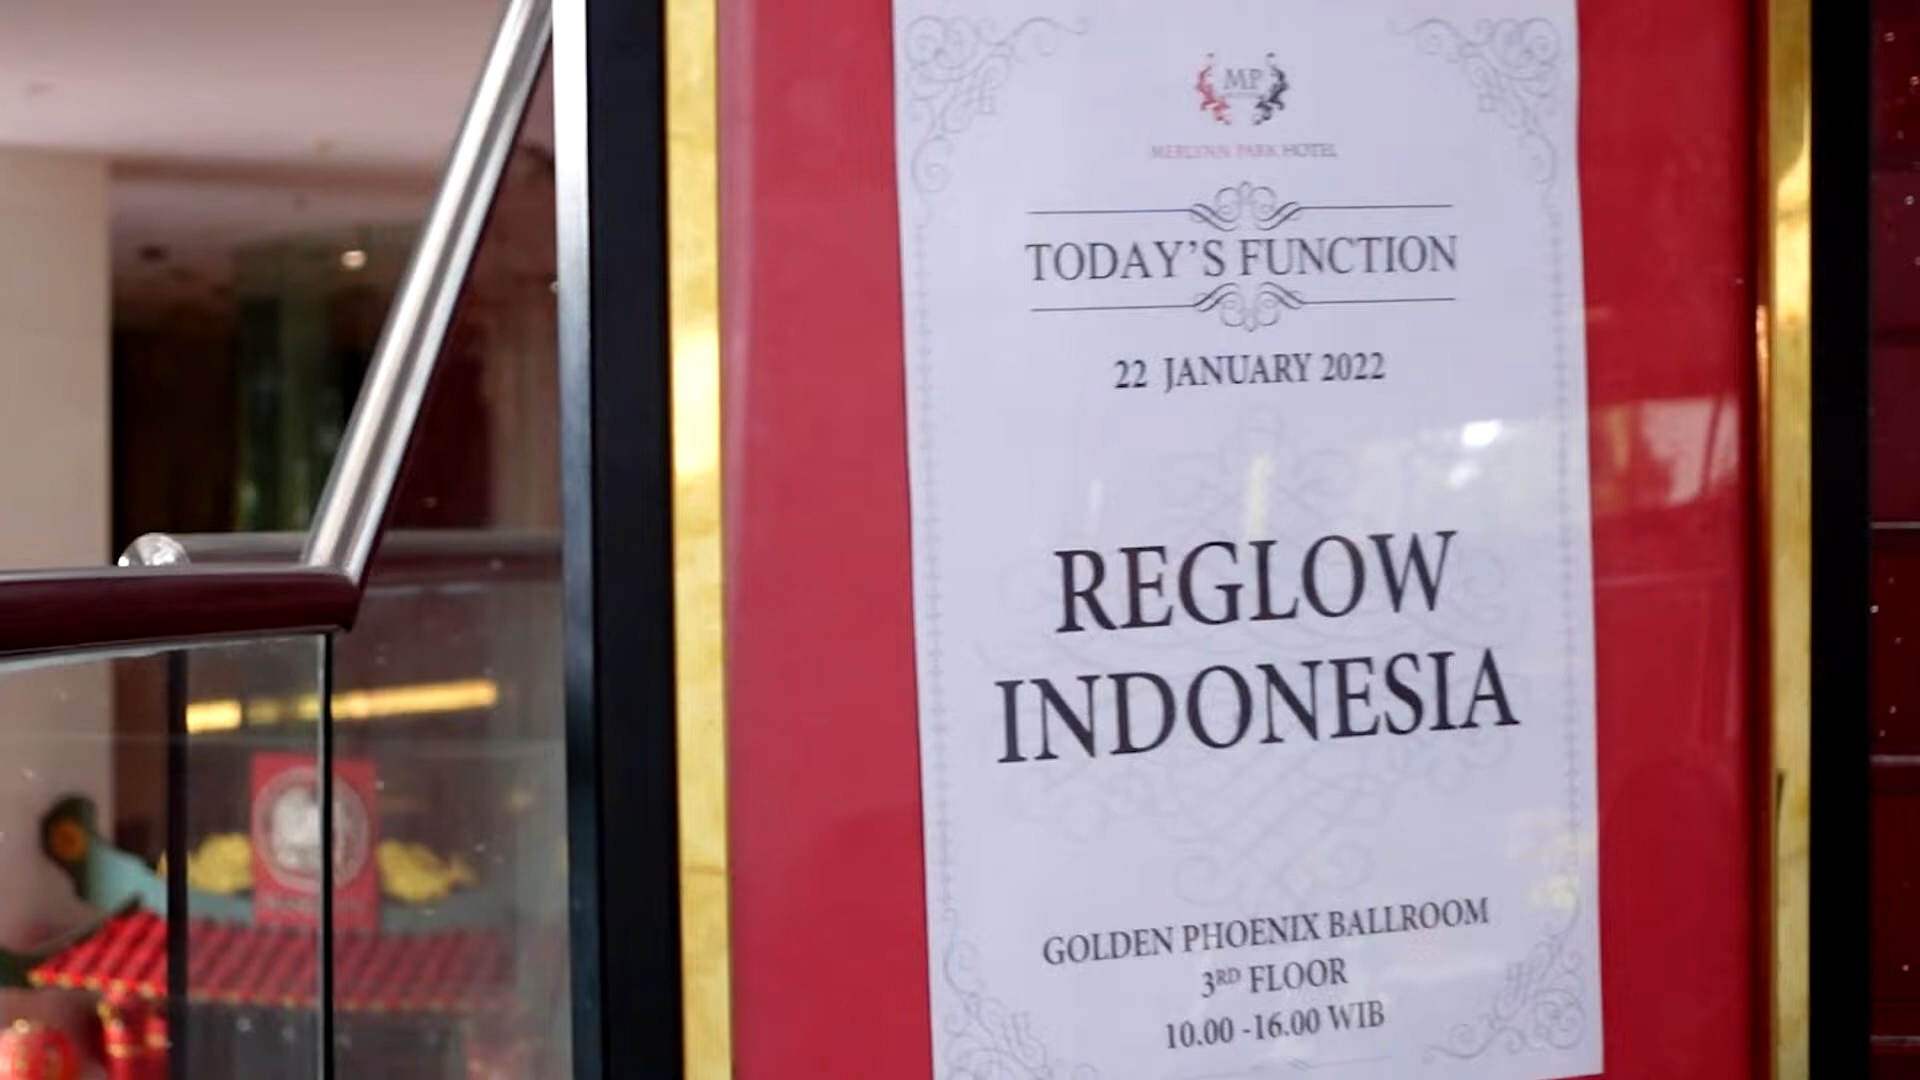 MP
MERLYNN PARK HOTEL
TODAY'S FUNCTION
22 JANUARY 2022
REGLOW
INDONESIA
GOLDEN PHOENIX BALLROOM
3RD FLOOR
10.00 -16.00 WIB